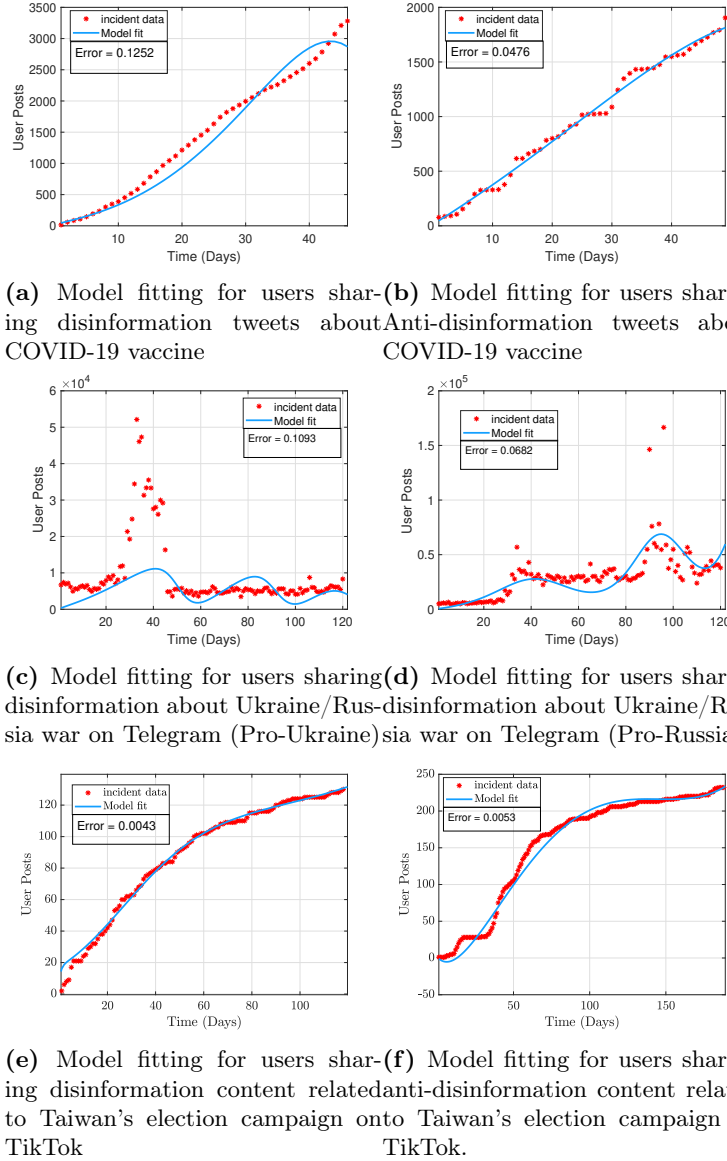 3500
3000
2500
2000
1500
1000
500
0
User Posts
incident data
Model fit
Error = 0.1252
10 20 30 40
Time (Days)
2000
1500
1000
500
0
User Posts
incident data
Model fit
Error = 0.0476
10 20 30 40
Time (Days)
(a) Model fitting for users shar-
ing disinformation tweets about
COVID-19 vaccine
(b) Model fitting for users shar
Anti-disinformation tweets abo
COVID-19 vaccine
×10⁴
6
5
4
3
2
1
0
User Posts
incident data
Model fit
Error = 0.1093
20 40 60 80 100 120
Time (Days)
×10⁵
2
1.5
1
0.5
0
User Posts
incident data
Model fit
Error = 0.0682
20 40 60 80 100 120
Time (Days)
(c) Model fitting for users sharing
disinformation about Ukraine/Rus-
sia war on Telegram (Pro-Ukraine)
(d) Model fitting for users shar
disinformation about Ukraine/R
sia war on Telegram (Pro-Russia
120
100
80
60
40
20
0
User Posts
incident data
Model fit
Error = 0.0043
20 40 60 80 100
Time (Days)
250
200
150
100
50
0
-50
User Posts
incident data
Model fit
Error = 0.0053
50 100 150
Time (Days)
(e) Model fitting for users shar-
ing disinformation content related
to Taiwan's election campaign on
TikTok
(f) Model fitting for users shar
anti-disinformation content rela
to Taiwan's election campaign
TikTok.